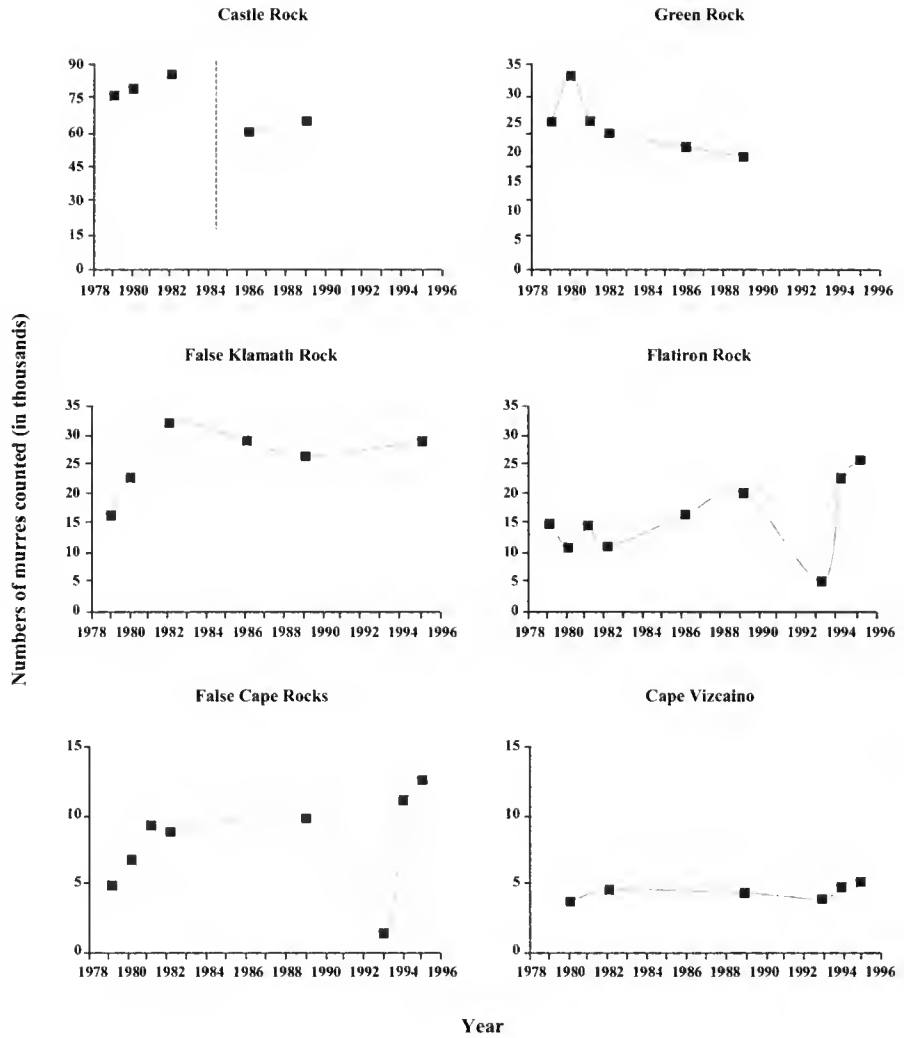 Castle Rock
90
75
60
45
30
15
0
1978 1980 1982 1984 1986 1988 1990 1992 1994 1996
Green Rock
35
30
25
20
15
10
5
0
1978 1980 1982 1984 1986 1988 1990 1992 1994 1996
Numbers of murres counted (in thousands)
False Klamath Rock
35
30
25
20
15
10
5
0
1978 1980 1982 1984 1986 1988 1990 1992 1994 1996
Flatiron Rock
35
30
25
20
15
10
5
0
1978 1980 1982 1984 1986 1988 1990 1992 1994 1996
False Cape Rocks
15
10
5
0
1978 1980 1982 1984 1986 1988 1990 1992 1994 1996
Cape Vizcaino
15
10
5
0
1978 1980 1982 1984 1986 1988 1990 1992 1994 1996
Year